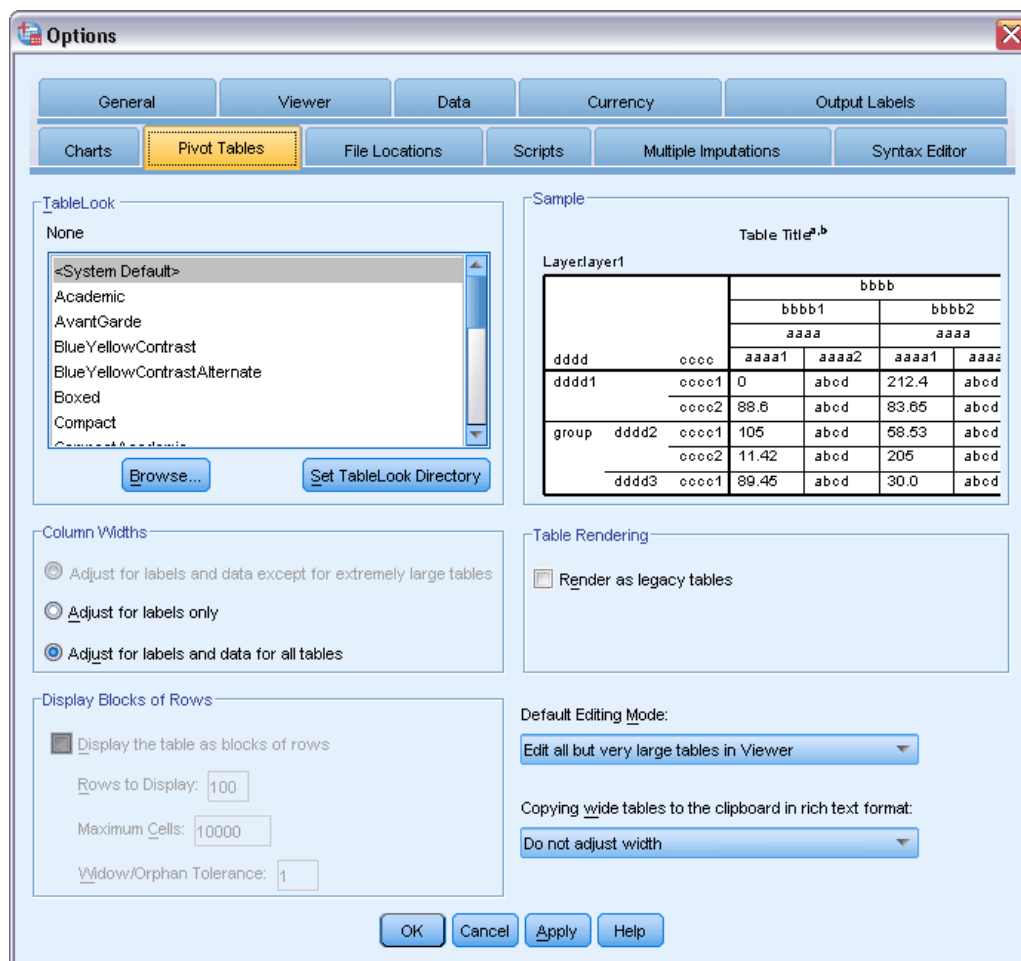 Options
General Viewer Data Currency Output Labels
Charts Pivot Tables File Locations Scripts Multiple Imputations Syntax Editor
TableLook
None
<System Default>
Academic
AvantGarde
BlueYellowContrast
BlueYellowContrastAlternate
Boxed
Compact
Browse... Set TableLook Directory
Sample
Table Titlea,b
Layer:layer1
bbbb
bbbb1 bbbb2
aaaa aaaa
dddd cccc aaaa1 aaaa2 aaaa1 aaaa
dddd1 cccc1 0 abcd 212.4 abcd
cccc2 88.6 abcd 83.65 abcd
group dddd2 cccc1 105 abcd 58.53 abcd
cccc2 11.42 abcd 205 abcd
dddd3 cccc1 89.45 abcd 30.0 abcd
Column Widths
Adjust for labels and data except for extremely large tables
Adjust for labels only
Adjust for labels and data for all tables
Table Rendering
Render as legacy tables
Display Blocks of Rows
Display the table as blocks of rows
Rows to Display: 100
Maximum Cells: 10000
Widow/Orphan Tolerance: 1
Default Editing Mode:
Edit all but very large tables in Viewer
Copying wide tables to the clipboard in rich text format:
Do not adjust width
OK Cancel Apply Help